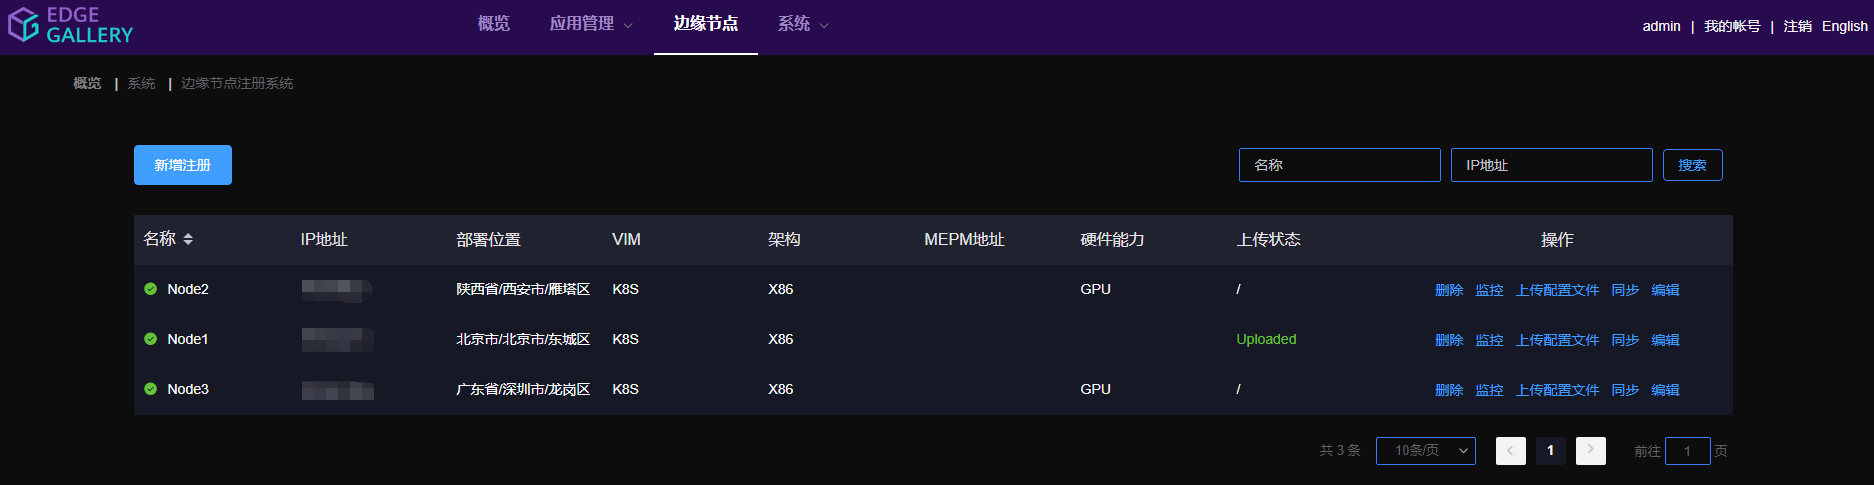 EDGE GALLERY 概览 应用管理 边缘节点 系统 admin | 我的帐号 | 注销 English
概览 | 系统 | 边缘节点注册系统
新增注册 名称 IP地址 搜索
名称 IP地址 部署位置 VIM 架构 MEPM地址 硬件能力 上传状态 操作
Node2 陕西省/西安市/雁塔区 K8S X86 GPU / 删除 监控 上传配置文件 同步 编辑
Node1 北京市/北京市/东城区 K8S X86 Uploaded 删除 监控 上传配置文件 同步 编辑
Node3 广东省/深圳市/龙岗区 K8S X86 GPU / 删除 监控 上传配置文件 同步 编辑
共 3 条 10条/页 1 前往 1 页